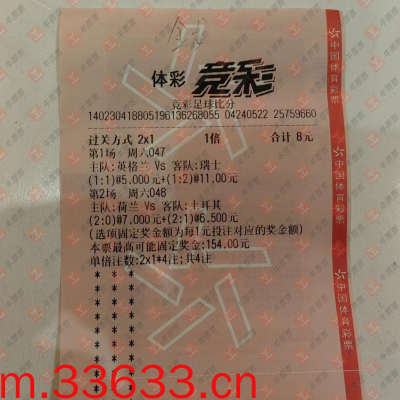 体彩 竞彩
竞彩足球比分
140230418805196136268055 04240522 25759660
过关方式 2x1 1倍 合计 8元
第1场 周六047
主队:英格兰 Vs 客队:瑞士
(1:1)@5.000元+(1:2)@11.00元
第2场 周六048
主队:荷兰 Vs 客队:土耳其
(2:0)@7.000元+(2:1)@6.500元
(选项固定奖金额为每1元投注对应的奖金额)
本票最高可能固定奖金:154.00元
单倍注数:2x1*4注;共4注
* * *
* * *
* * *
* * *
* * *
* * *
* * *
* * *
中国体育彩票
中国体育彩票
m.33633.cn